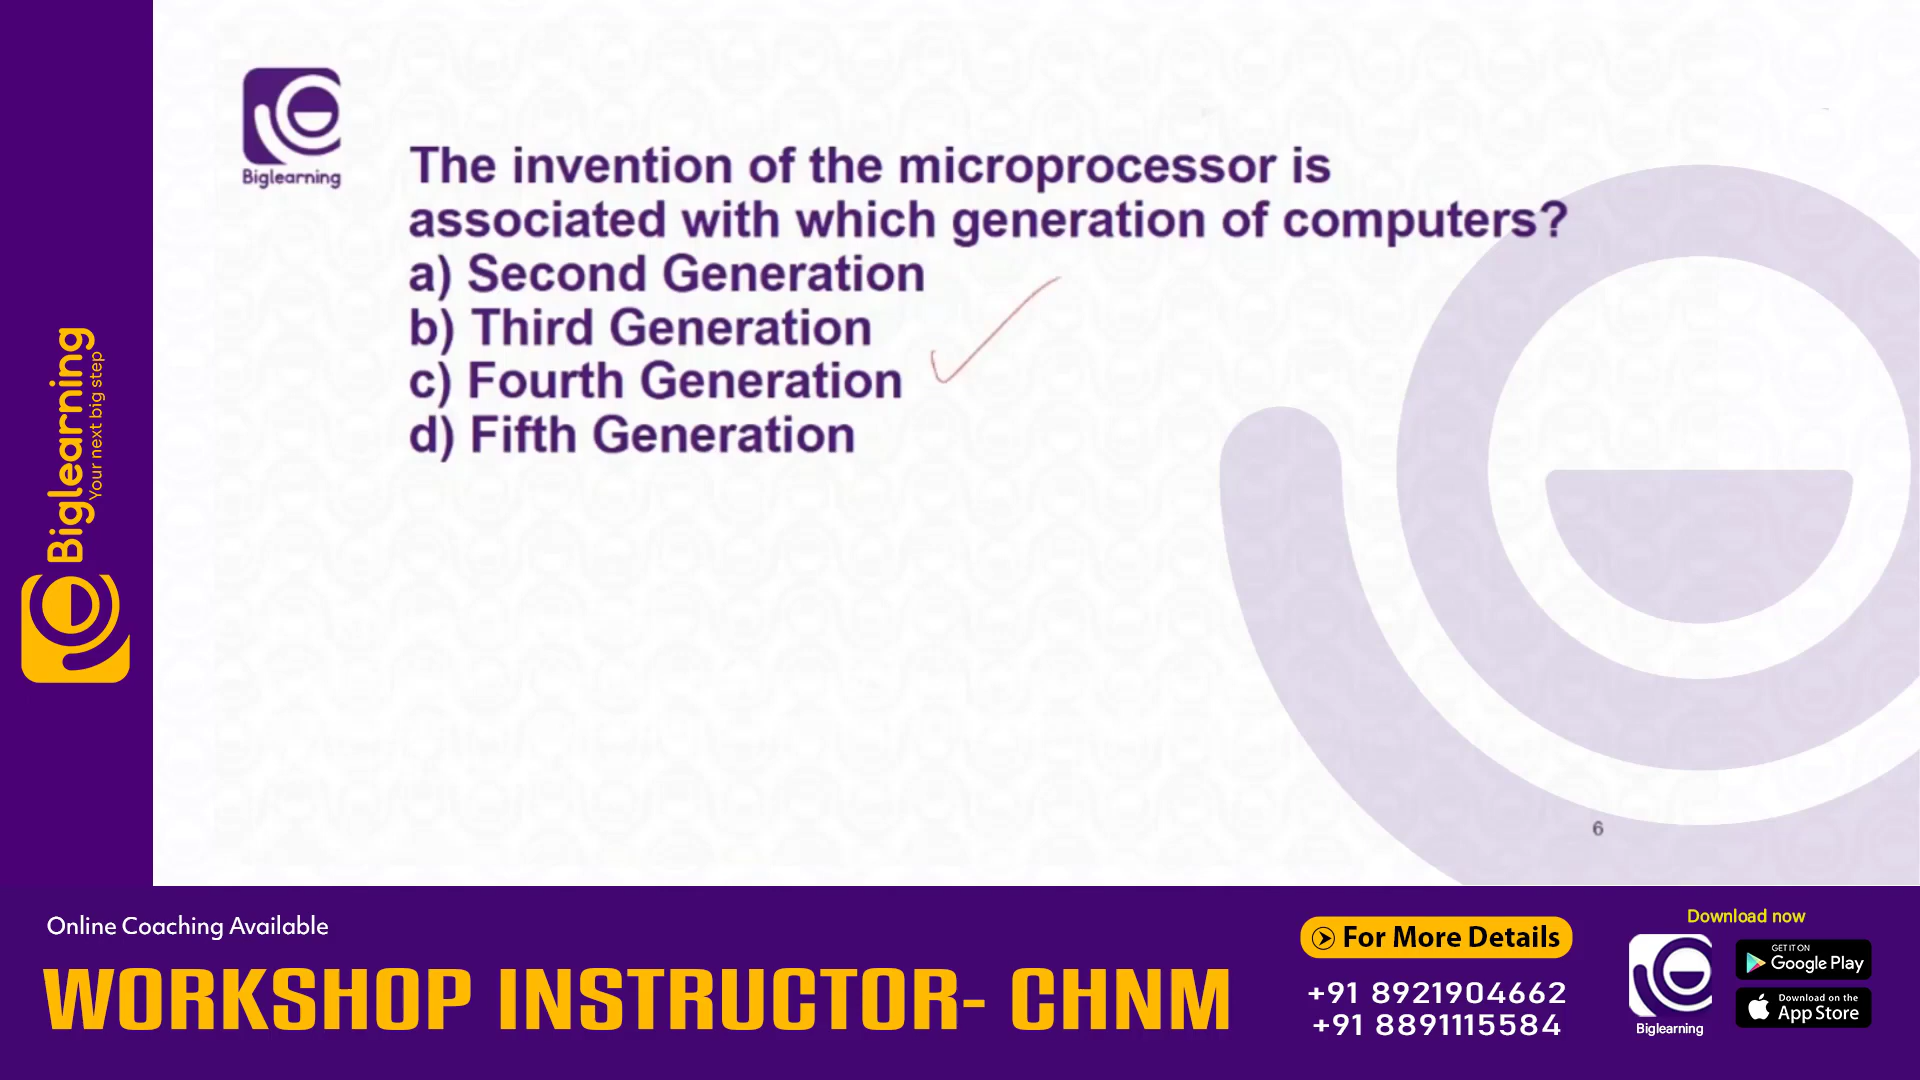 Biglearning
The invention of the microprocessor is
associated with which generation of computers?
a) Second Generation
b) Third Generation
c) Fourth Generation
d) Fifth Generation
Biglearning
Your next big step
6
Online Coaching Available
WORKSHOP INSTRUCTOR- CHNM
For More Details
+91 8921904662
+91 8891115584
Download now
Biglearning
GET IT ON
Google Play
Download on the
App Store